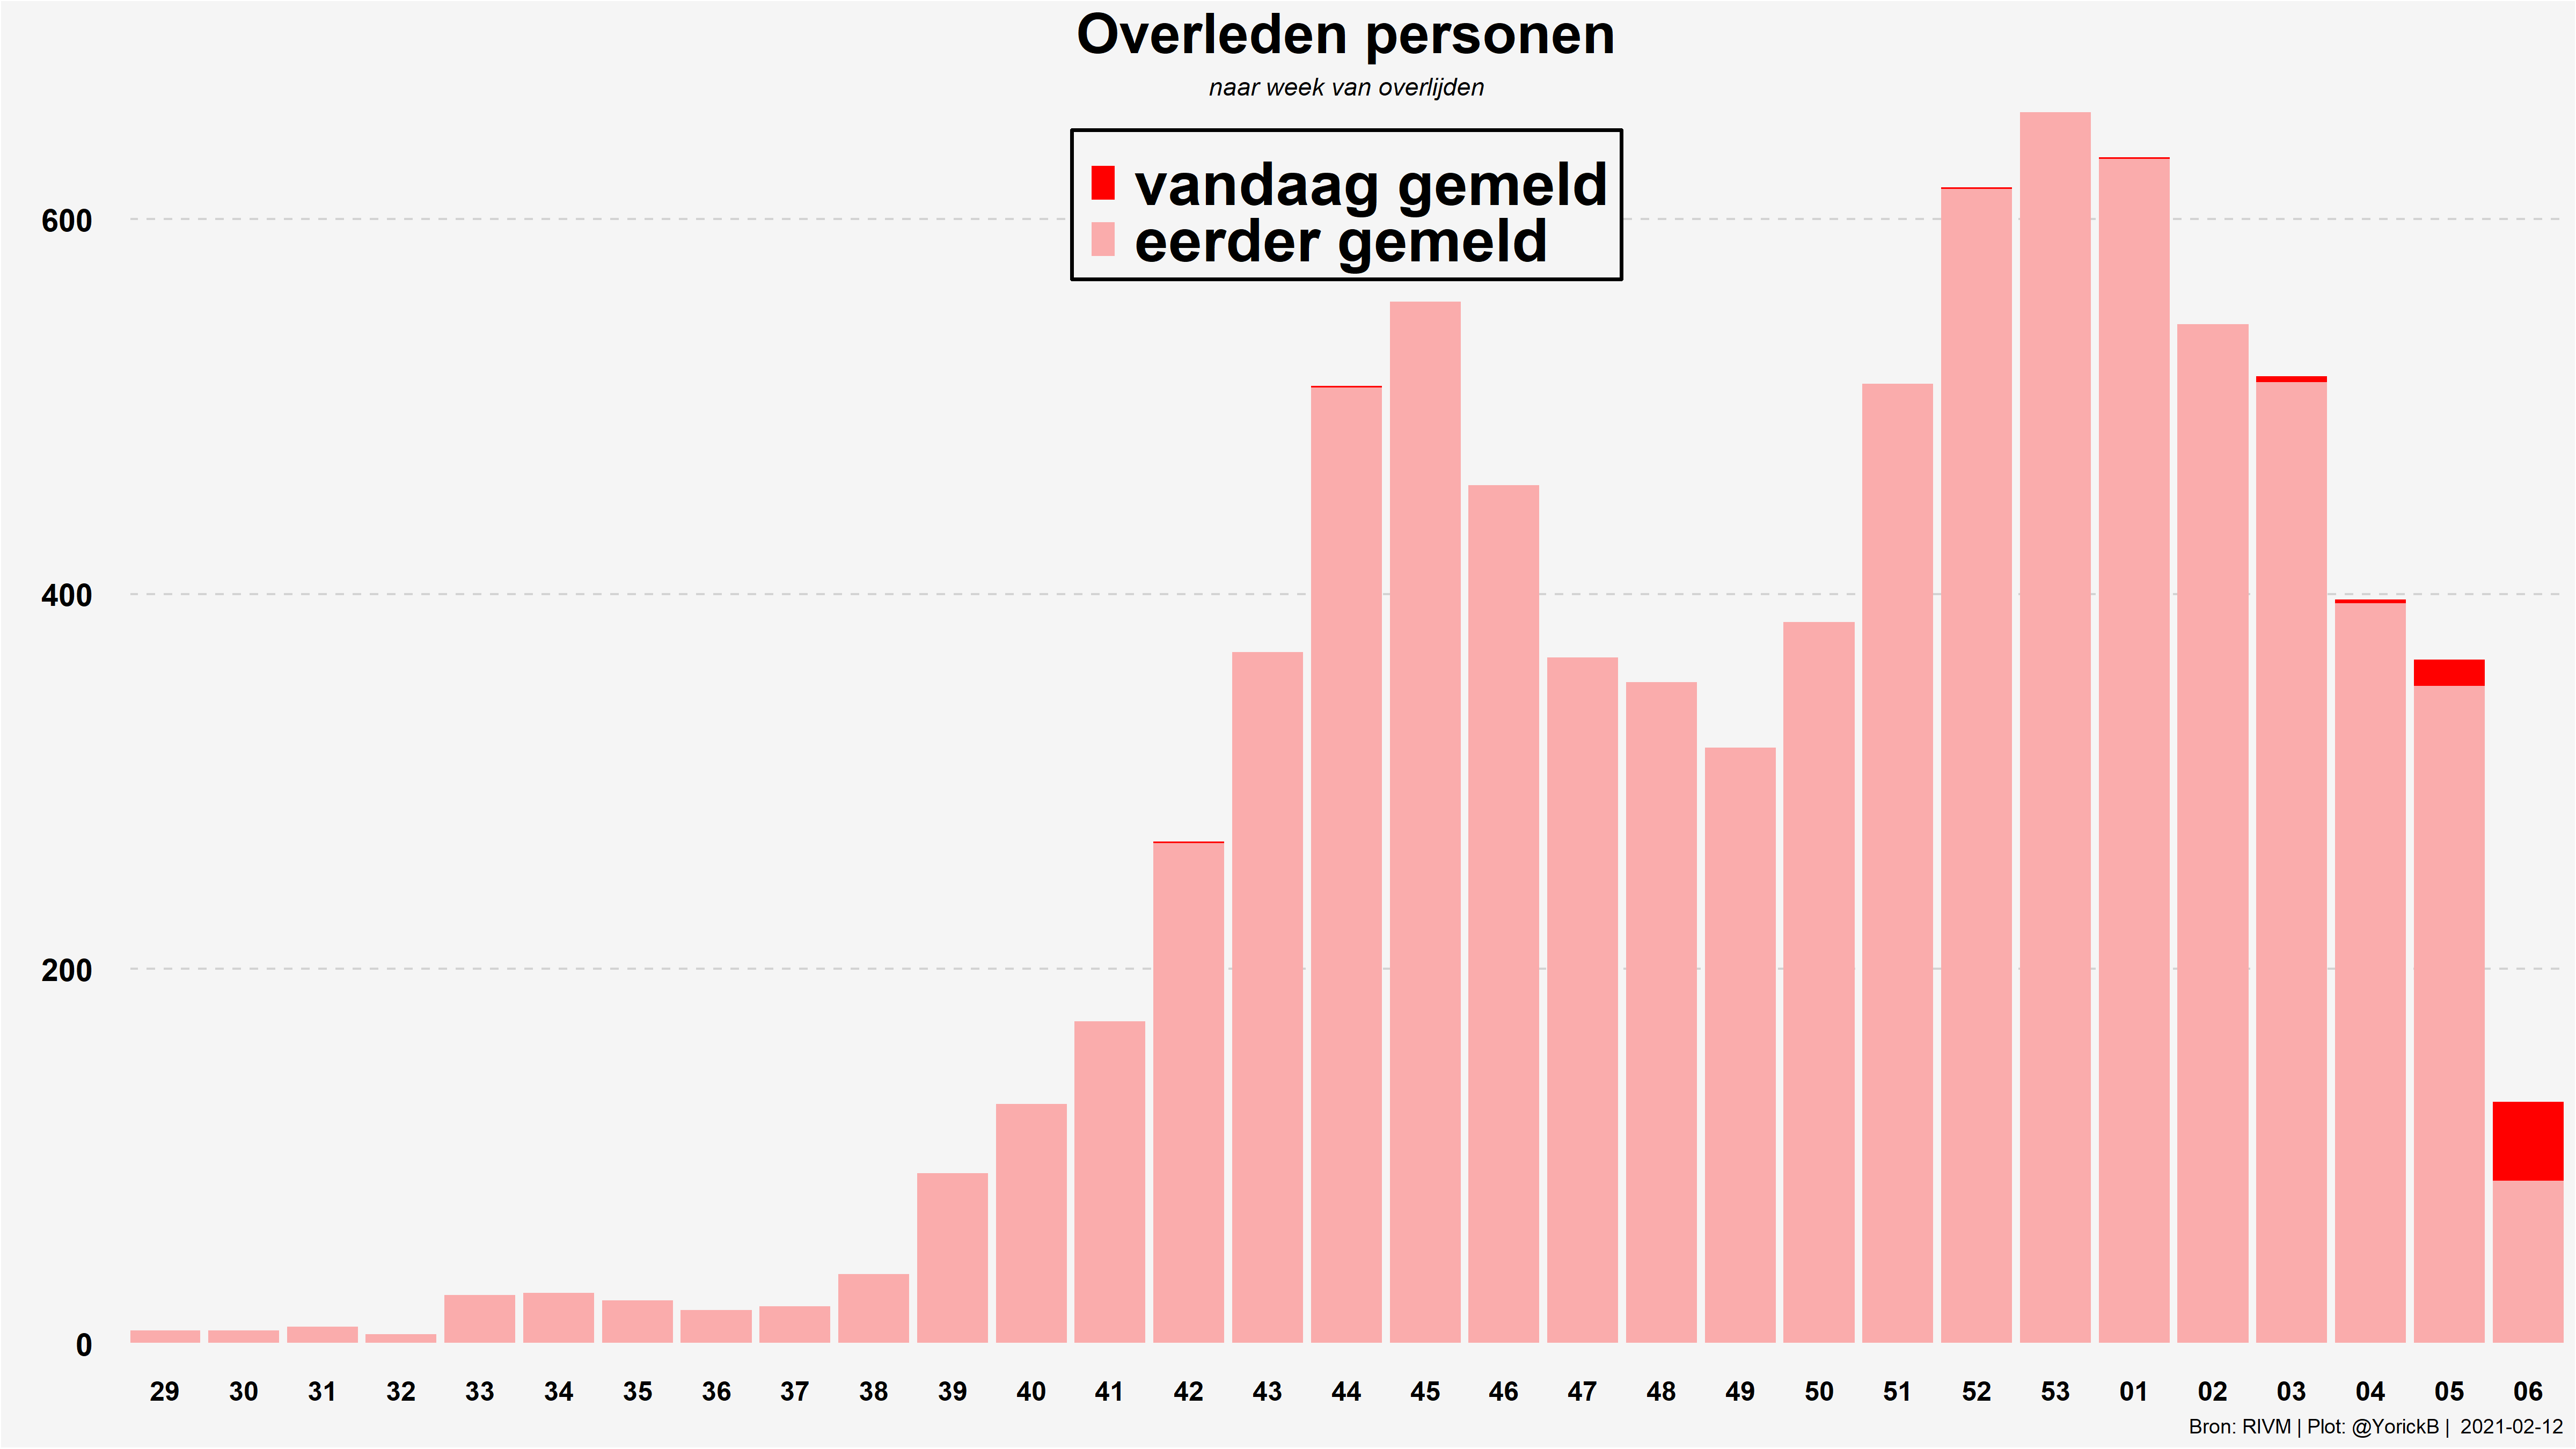 Overleden personen
naar week van overlijden
vandaag gemeld
eerder gemeld
600
400
200
0
29 30 31 32 33 34 35 36 37 38 39 40 41 42 43 44 45 46 47 48 49 50 51 52 53 01 02 03 04 05 06
Bron: RIVM | Plot: @YorickB | 2021-02-12